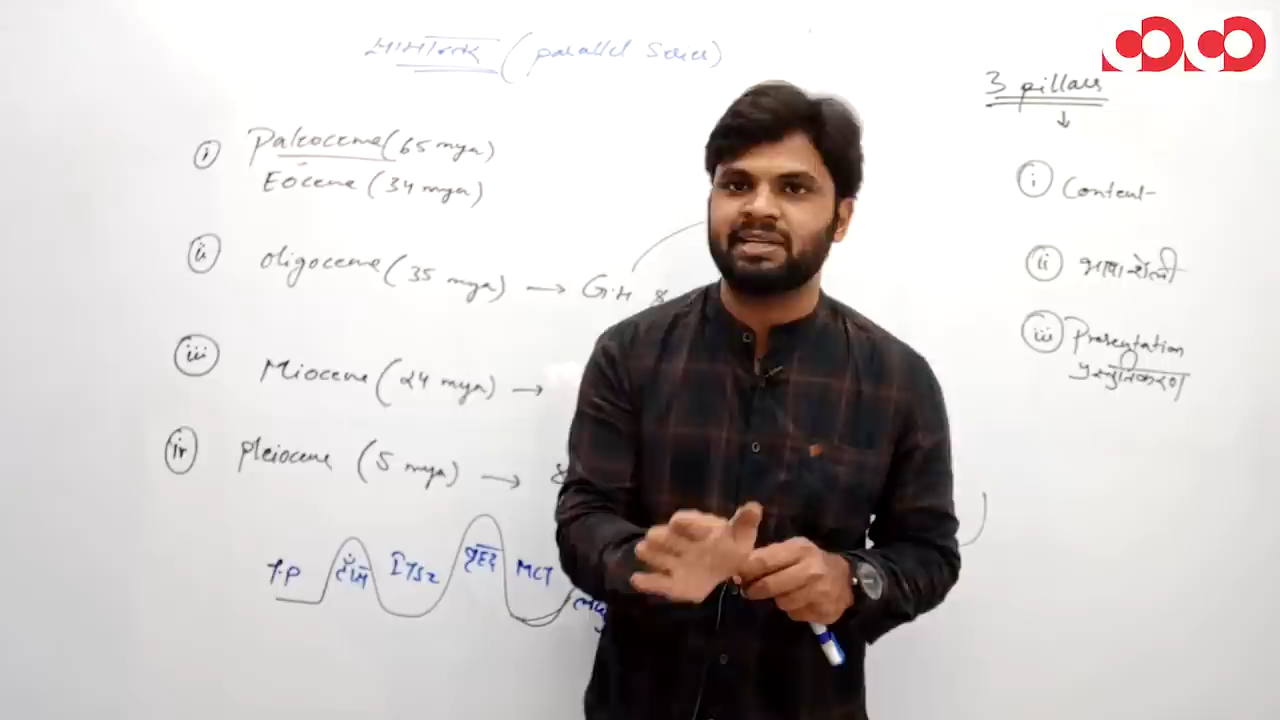 (parallel Series)
i Paleocene (65 mya)
Eocene (34 mya)
ii oligocene (35 mya) → G.H &
iii Miocene (24 mya) →
iv pleiocene (5 mya) →
T.P
ITSZ
MCT
3 pillars
↓
i Content
ii भाषा शैली
iii Presentation
प्रस्तुतिकरण